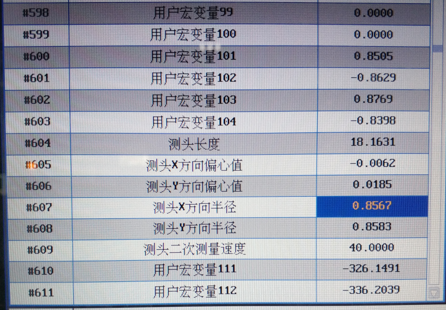 #598 用户宏变量99 0.0000
#599 用户宏变量100 0.0000
#600 用户宏变量101 0.8505
#601 用户宏变量102 -0.8629
#602 用户宏变量103 0.8769
#603 用户宏变量104 -0.8398
#604 测头长度 18.1631
#605 测头X方向偏心值 -0.0062
#606 测头Y方向偏心值 0.0185
#607 测头X方向半径 0.8567
#608 测头Y方向半径 0.8583
#609 测头二次测量速度 40.0000
#610 用户宏变量111 -326.1491
#611 用户宏变量112 -336.2039